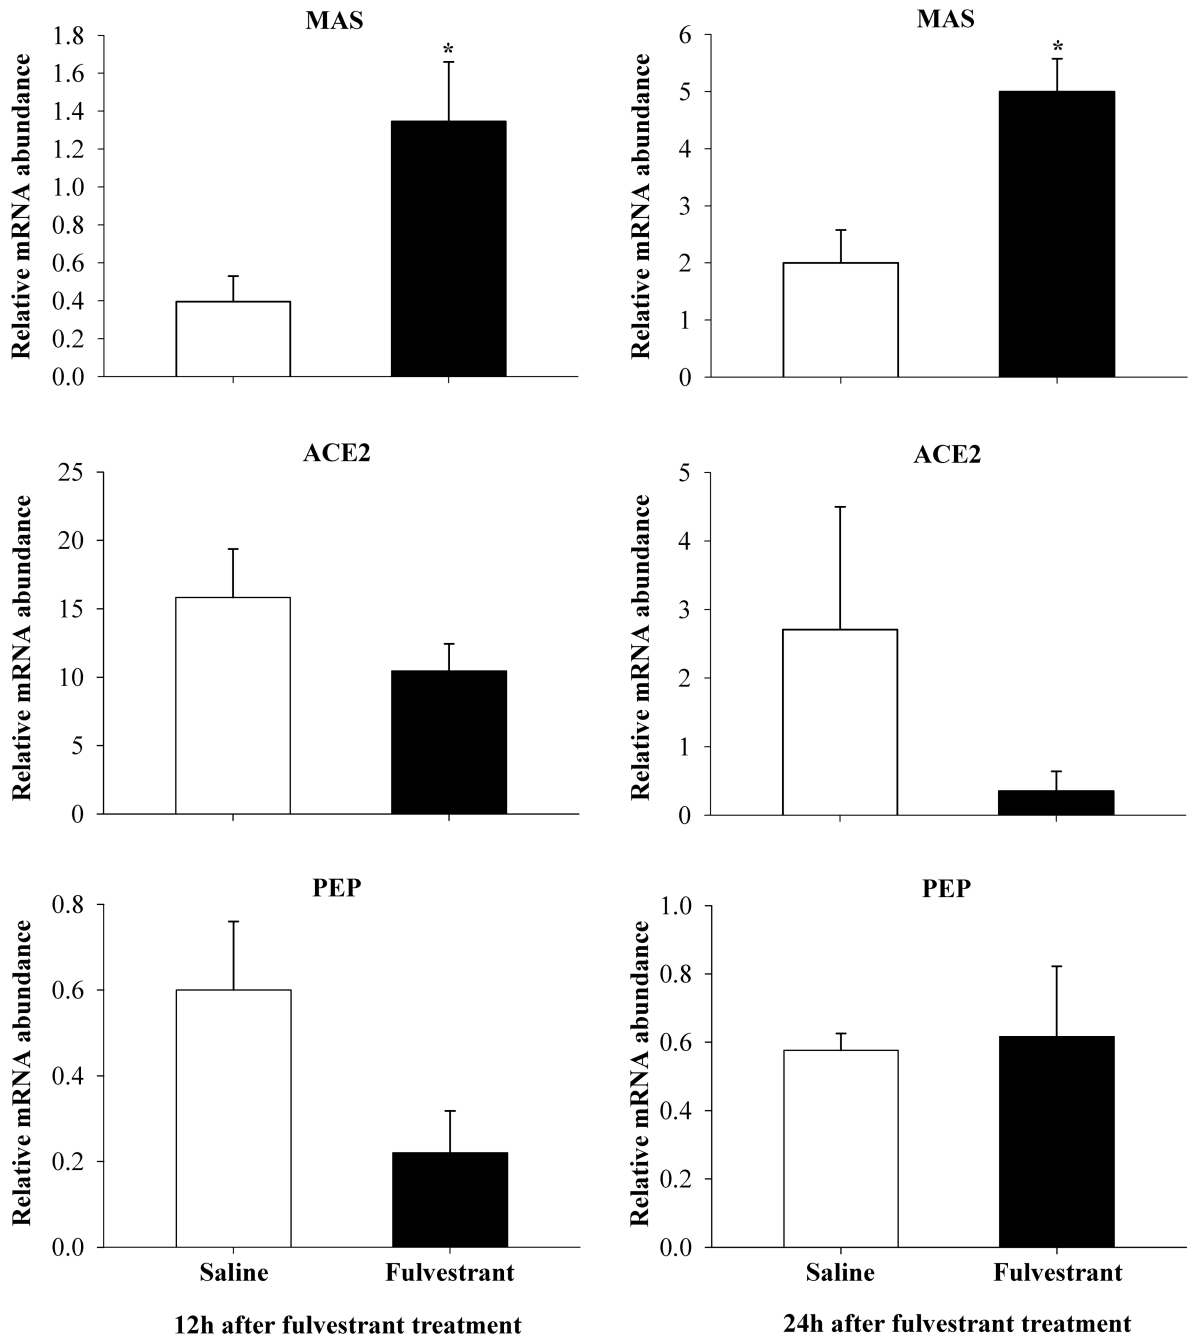 MAS
Relative mRNA abundance
1.8
1.6
1.4
1.2
1.0
0.8
0.6
0.4
0.2
0.0
*
MAS
Relative mRNA abundance
6
5
4
3
2
1
0
*
ACE2
Relative mRNA abundance
25
20
15
10
5
0
ACE2
Relative mRNA abundance
5
4
3
2
1
0
PEP
Relative mRNA abundance
0.8
0.6
0.4
0.2
0.0
Saline Fulvestrant
12h after fulvestrant treatment
PEP
Relative mRNA abundance
1.0
0.8
0.6
0.4
0.2
0.0
Saline Fulvestrant
24h after fulvestrant treatment